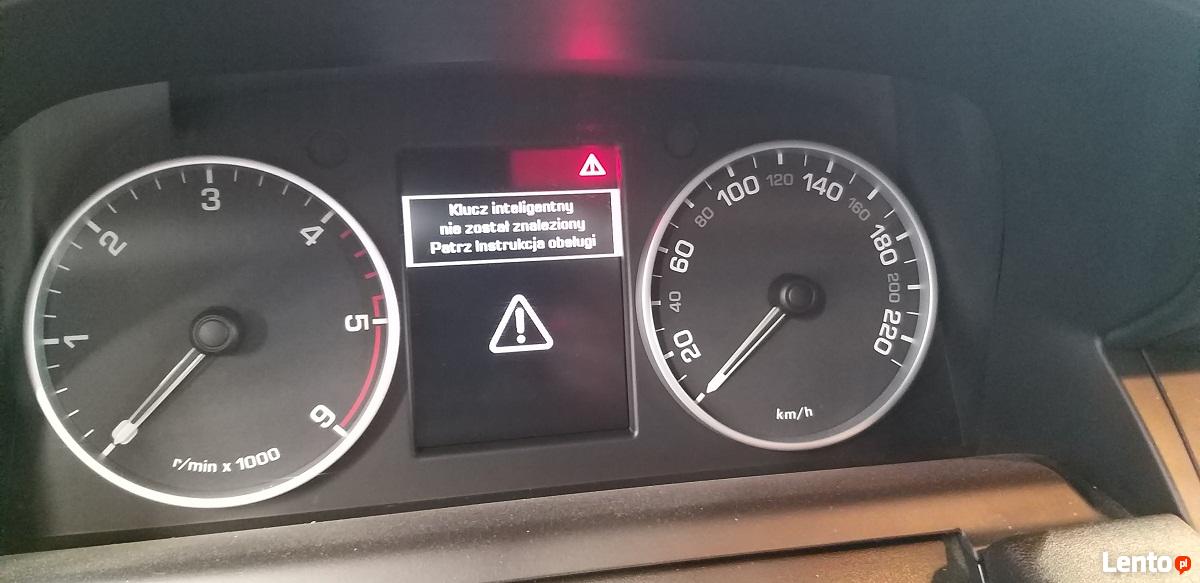 Klucz inteligentny
nie został znaleziony
Patrz Instrukcja obsługi
1
2
3
4
5
6
r/min x 1000
20
40
60
80
100
120
140
160
180
200
220
km/h
Lento.pl